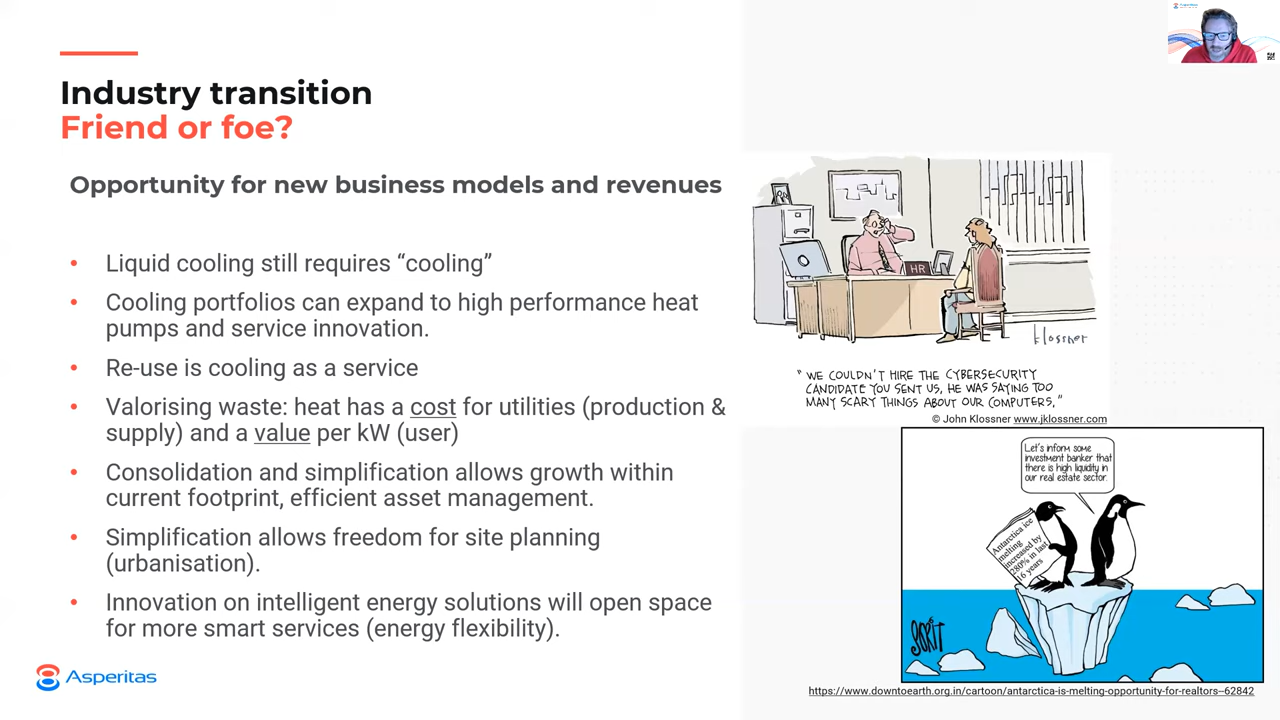 Asperitas
Industry transition
Friend or foe?
Opportunity for new business models and revenues
• Liquid cooling still requires “cooling”
• Cooling portfolios can expand to high performance heat
pumps and service innovation.
• Re-use is cooling as a service
• Valorising waste: heat has a cost for utilities (production &
supply) and a value per kW (user)
• Consolidation and simplification allows growth within
current footprint, efficient asset management.
• Simplification allows freedom for site planning
(urbanisation).
• Innovation on intelligent energy solutions will open space
for more smart services (energy flexibility).
Asperitas
HR
klossner
“WE COULDN'T HIRE THE CYBERSECURITY
CANDIDATE YOU SENT US, HE WAS SAYING TOO
MANY SCARY THINGS ABOUT OUR COMPUTERS.”
© John Klossner www.jklossner.com
Let's inform some
investment banker that
there is high liquidity in
our real estate sector.
Antarctica ice
melting
increased by
280% in last
16 years
https://www.downtoearth.org.in/cartoon/antarctica-is-melting-opportunity-for-realtors--62842